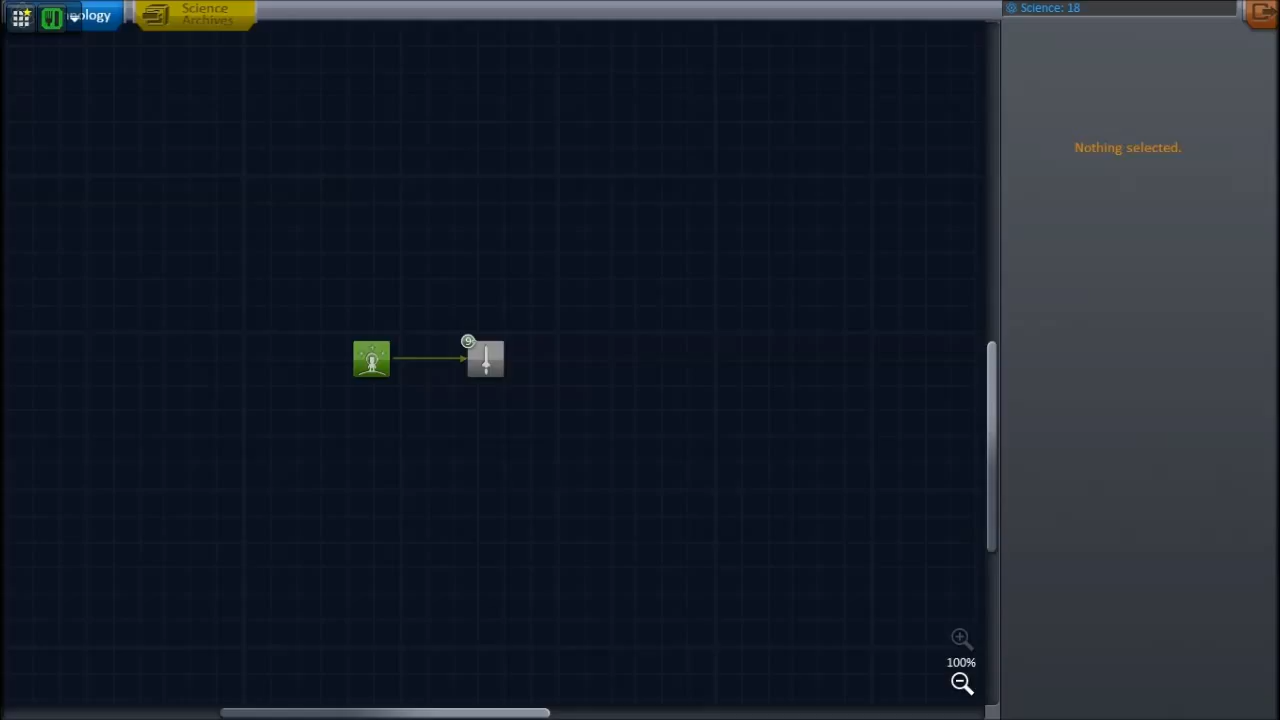 nology
Science
Archives
Science: 18
Nothing selected.
9
100%